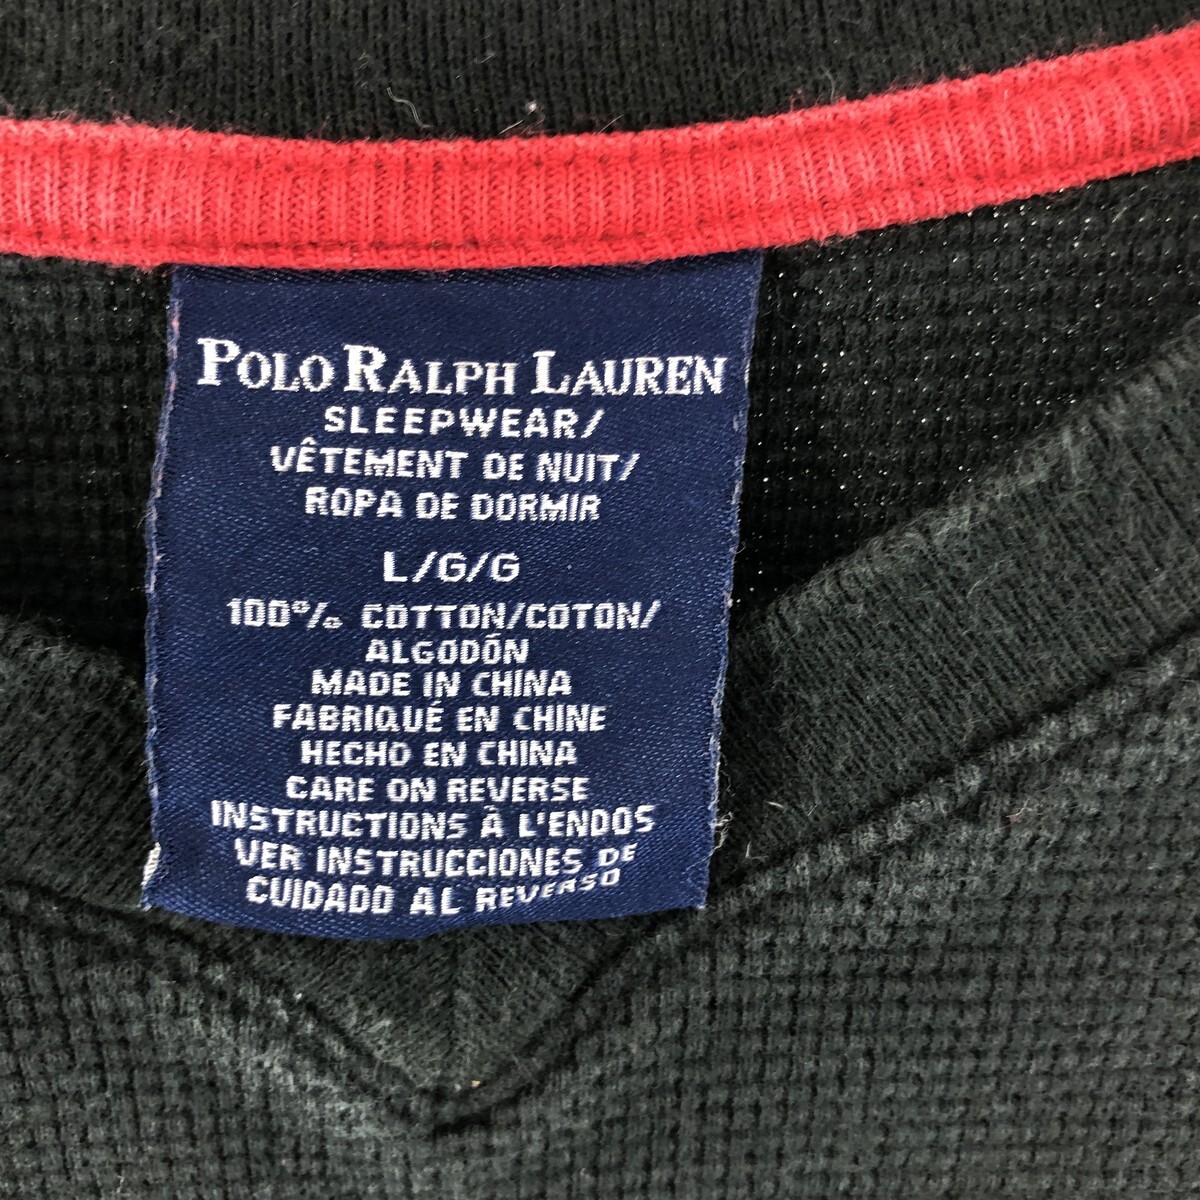 POLO RALPH LAUREN
SLEEPWEAR/
VÊTEMENT DE NUIT/
ROPA DE DORMIR
L/G/G
100% COTTON/COTON/
ALGODÓN
MADE IN CHINA
FABRIQUÉ EN CHINE
HECHO EN CHINA
CARE ON REVERSE
INSTRUCTIONS À L'ENDOS
VER INSTRUCCIONES DE
CUIDADO AL REVERSO